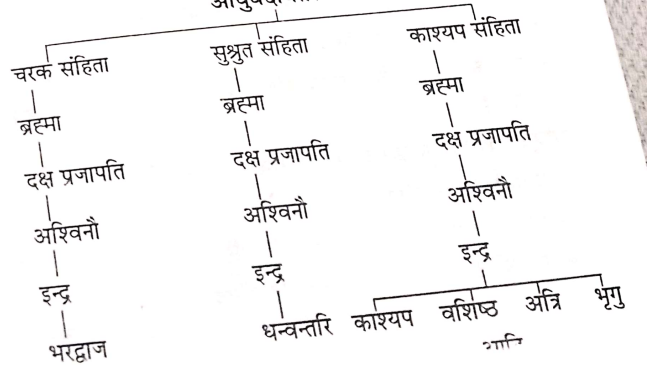 चरक संहिता सुश्रुत संहिता काश्यप संहिता
ब्रह्मा ब्रह्मा ब्रह्मा
दक्ष प्रजापति दक्ष प्रजापति दक्ष प्रजापति
अश्विनौ अश्विनौ अश्विनौ
इन्द्र इन्द्र इन्द्र
भरद्वाज धन्वन्तरि काश्यप वशिष्ठ अत्रि भृगु